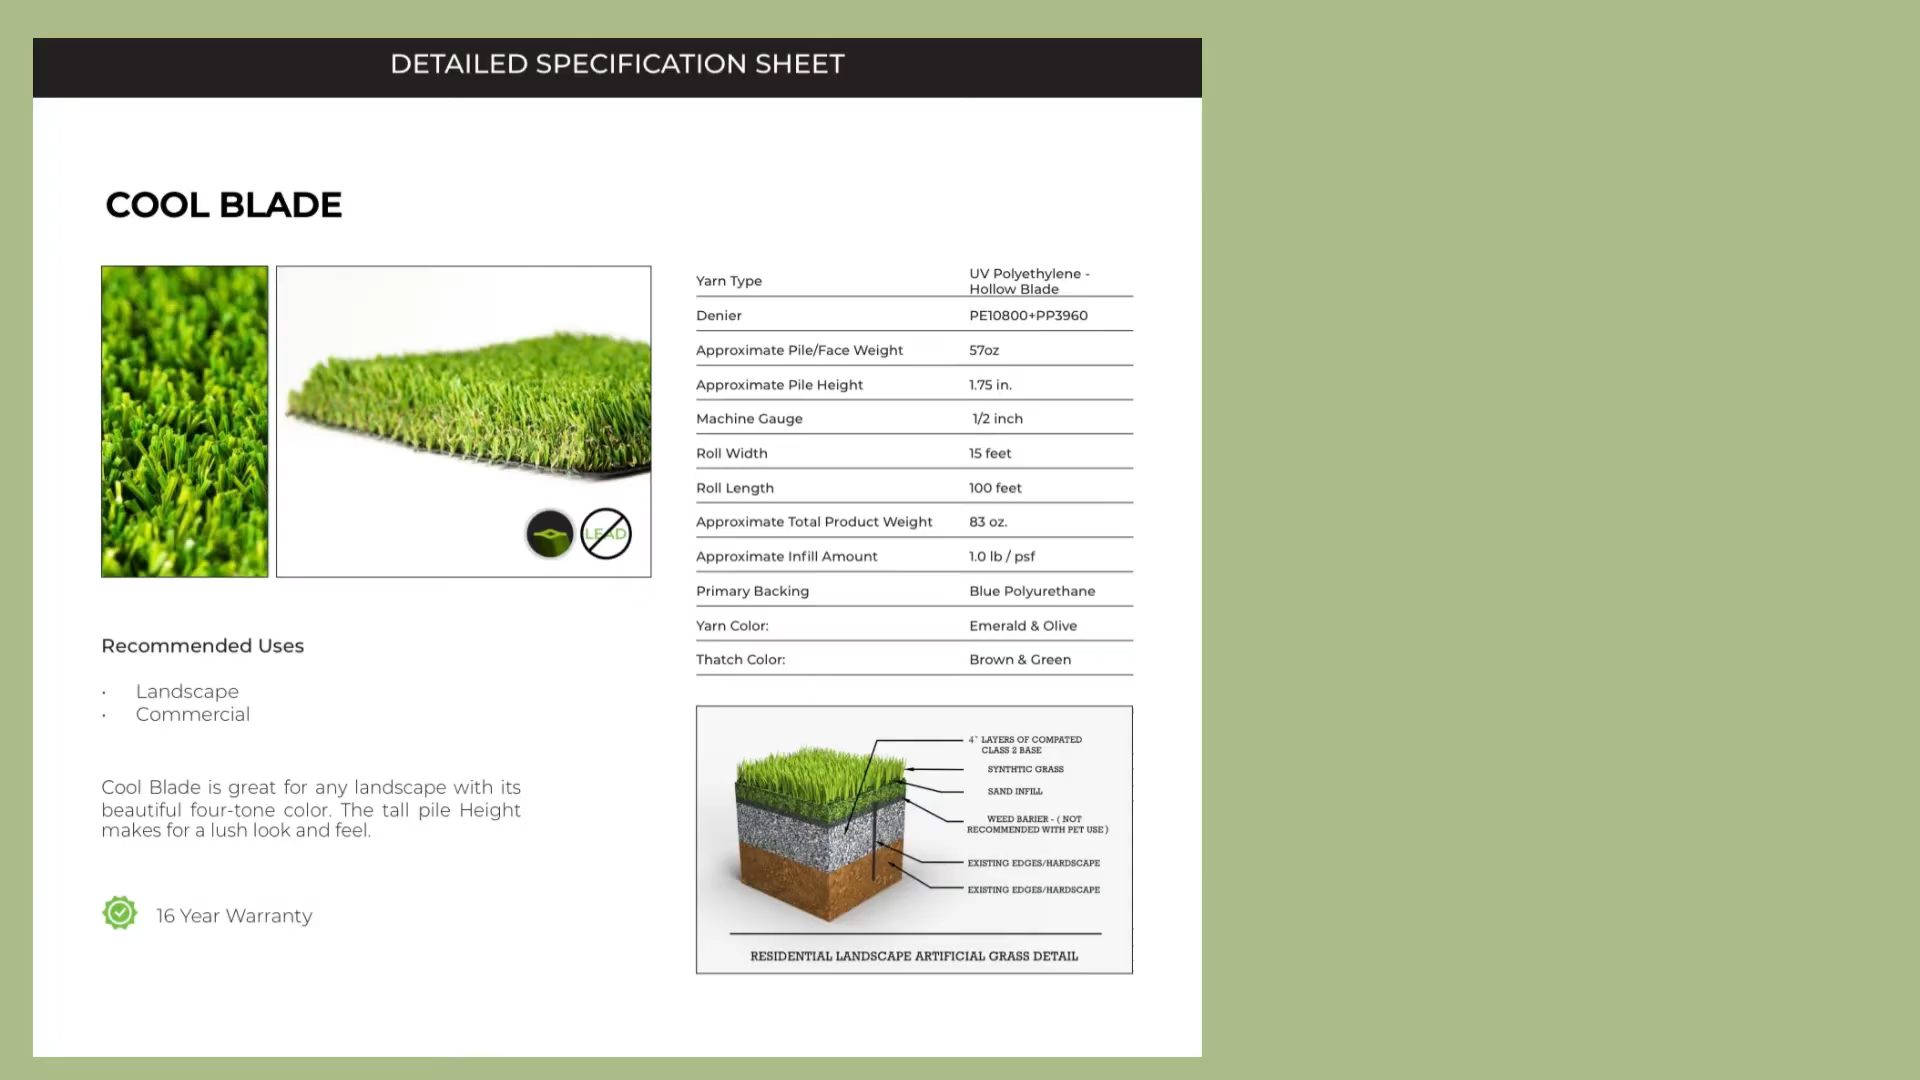 DETAILED SPECIFICATION SHEET
COOL BLADE
LEAD
Yarn Type UV Polyethylene -
Hollow Blade
Denier PE10800+PP3960
Approximate Pile/Face Weight 57oz
Approximate Pile Height 1.75 in.
Machine Gauge 1/2 inch
Roll Width 15 feet
Roll Length 100 feet
Approximate Total Product Weight 83 oz.
Approximate Infill Amount 1.0 lb / psf
Primary Backing Blue Polyurethane
Yarn Color: Emerald & Olive
Thatch Color: Brown & Green
Recommended Uses
• Landscape
• Commercial
Cool Blade is great for any landscape with its
beautiful four-tone color. The tall pile Height
makes for a lush look and feel.
16 Year Warranty
4" LAYERS OF COMPATED
CLASS 2 BASE
SYNTHTIC GRASS
SAND INFILL
WEED BARIER - ( NOT
RECOMMENDED WITH PET USE )
EXISTING EDGES/HARDSCAPE
EXISTING EDGES/HARDSCAPE
RESIDENTIAL LANDSCAPE ARTIFICIAL GRASS DETAIL